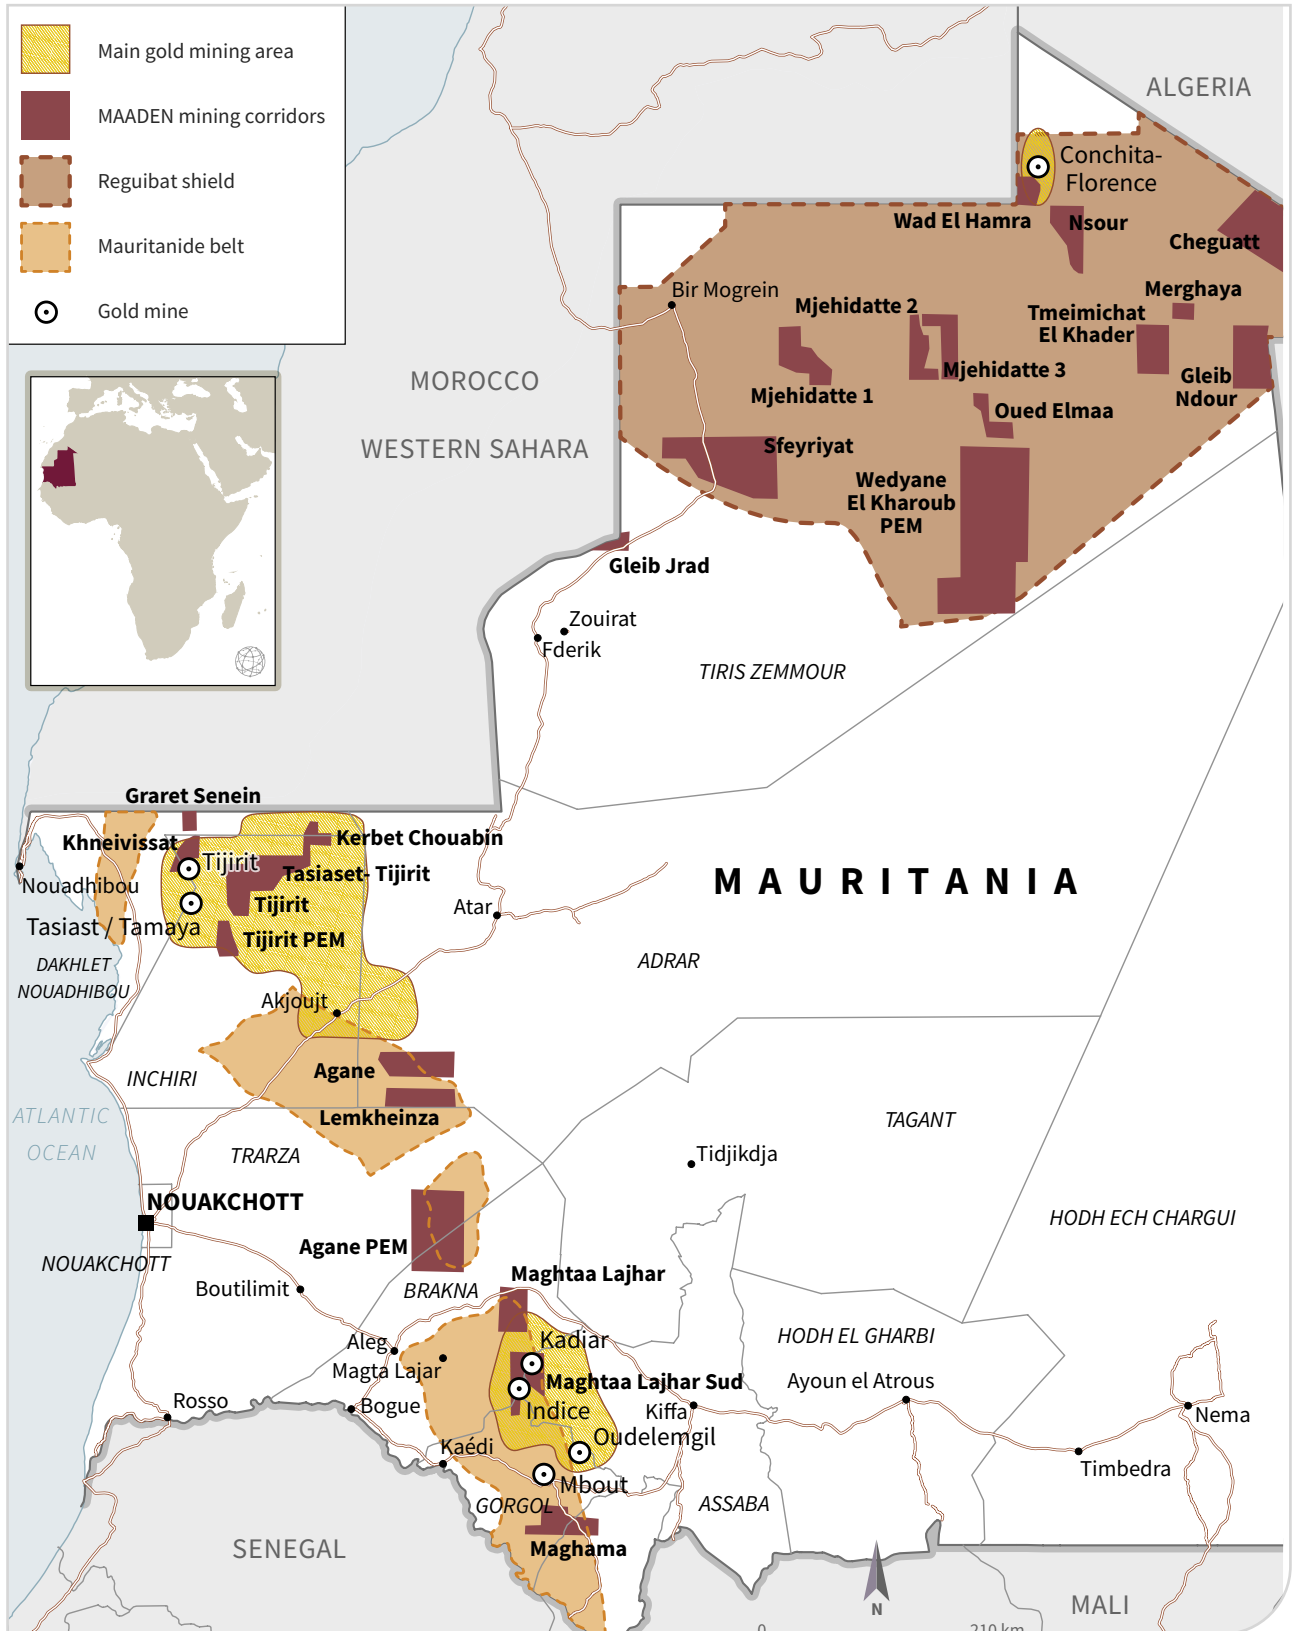 Main gold mining area
MAADEN mining corridors
Reguibat shield
Mauritanide belt
Gold mine
ALGERIA
Conchita-
Florence
Wad El Hamra
Nsour
Cheguatt
Merghaya
Bir Mogrein
Mjehidatte 2
Tmeimichat
El Khader
Mjehidatte 3
Gleib
Ndour
MOROCCO
Mjehidatte 1
Oued Elmaa
WESTERN SAHARA
Sfeyriyat
Wedyane
El Kharoub
PEM
Gleib Jrad
Zouirat
Fderik
TIRIS ZEMMOUR
Graret Senein
Khneivissat
Kerbet Chouabin
Tijirit
Tasiaset- Tijirit
Nouadhibou
MAURITANIA
Tijirit
Atar
Tasiast / Tamaya
Tijirit PEM
DAKHLET
NOUADHIBOU
ADRAR
Akjoujt
Agane
INCHIRI
ATLANTIC
OCEAN
Lemkheinza
TAGANT
TRARZA
Tidjikdja
NOUAKCHOTT
HODH ECH CHARGUI
Agane PEM
NOUAKCHOTT
Maghtaa Lajhar
Boutilimit
BRAKNA
HODH EL GHARBI
Aleg
Kadiar
Magta Lajar
Maghtaa Lajhar Sud
Ayoun el Atrous
Rosso
Bogue
Indice
Kiffa
Nema
Kaédi
Oudelemgil
Timbedra
Mbout
GORGOL
ASSABA
SENEGAL
Maghama
MALI
N
0 210 km